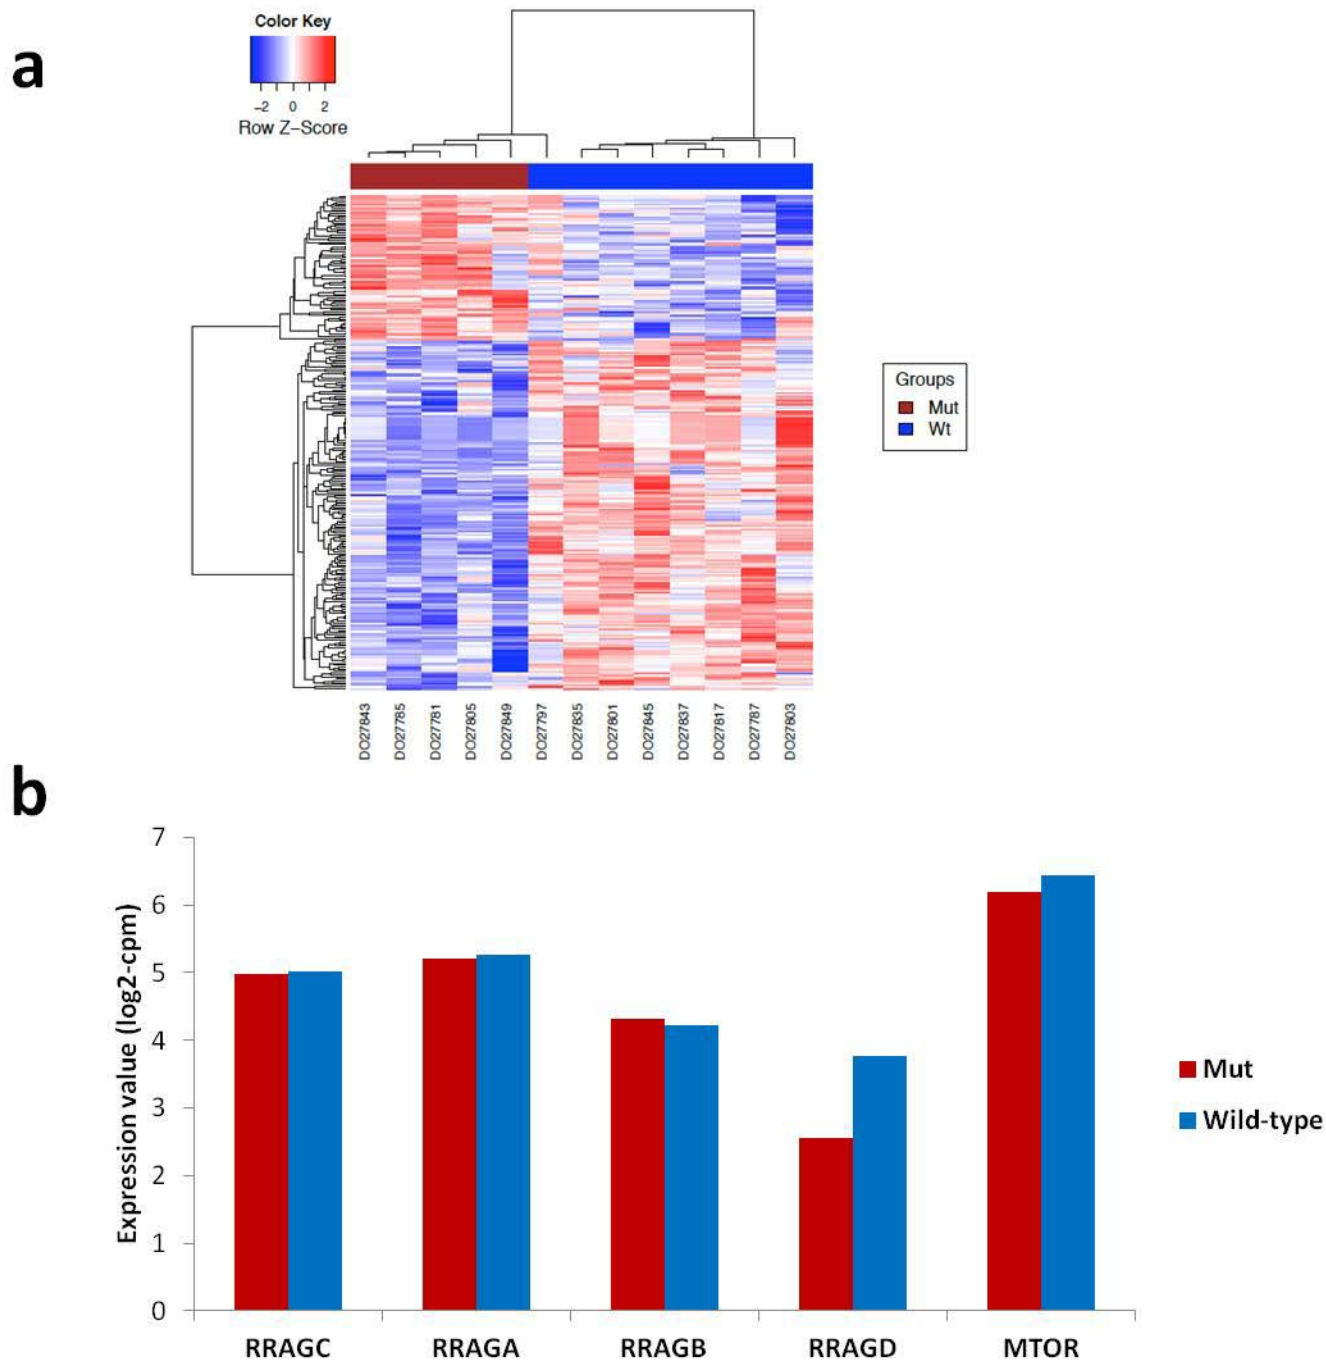 a
Color Key
−2 0 2
Row Z−Score
Groups
Mut
Wt
DO27843
DO27785
DO27781
DO27805
DO27849
DO27797
DO27835
DO27801
DO27845
DO27837
DO27817
DO27787
DO27803
b
Expression value (log2-cpm)
7
6
5
4
3
2
1
0
RRAGC RRAGA RRAGB RRAGD MTOR
Mut
Wild-type